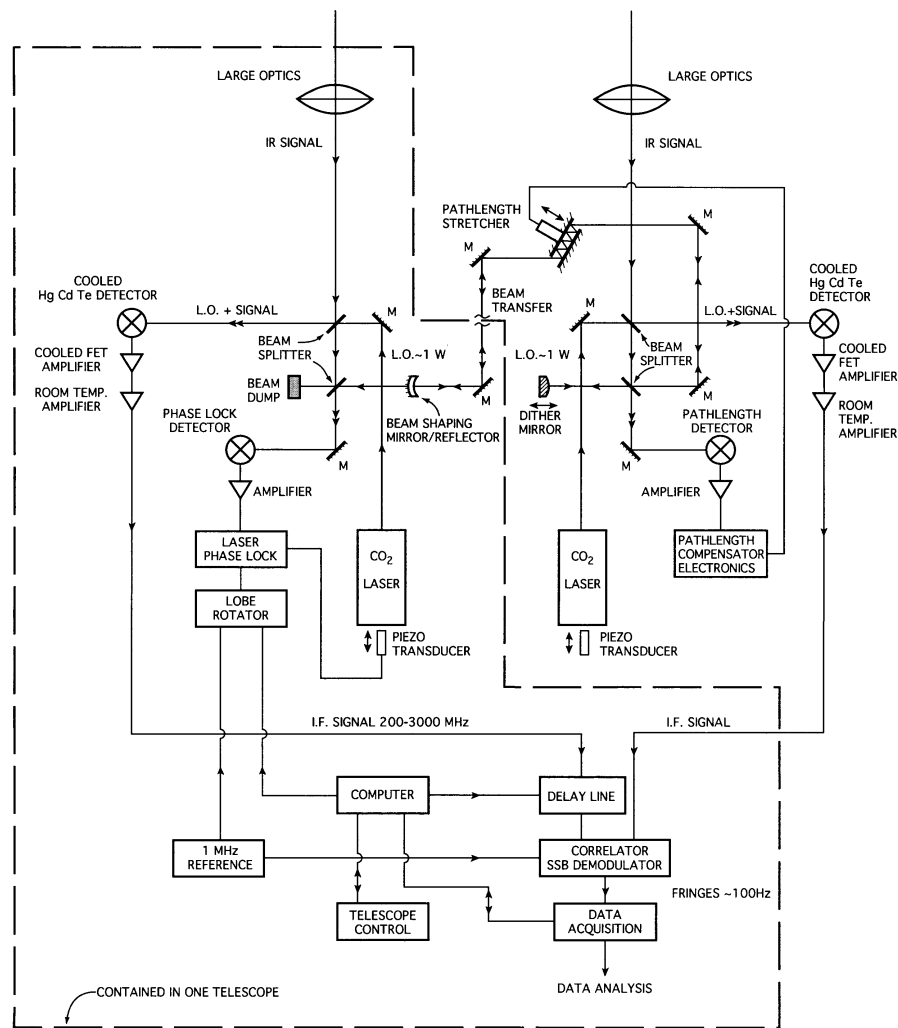 LARGE OPTICS
LARGE OPTICS
IR SIGNAL
IR SIGNAL
PATHLENGTH
STRETCHER
M
M
COOLED
Hg Cd Te DETECTOR
L.O. + SIGNAL
M
BEAM
TRANSFER
M
L.O.+SIGNAL
COOLED
Hg Cd Te
DETECTOR
COOLED FET
AMPLIFIER
BEAM
SPLITTER
L.O.~1 W
L.O.~1 W
BEAM
SPLITTER
COOLED
FET
AMPLIFIER
ROOM TEMP.
AMPLIFIER
BEAM
DUMP
M
DITHER
MIRROR
M
ROOM
TEMP.
AMPLIFIER
PHASE LOCK
DETECTOR
BEAM SHAPING
MIRROR/REFLECTOR
PATHLENGTH
DETECTOR
M
M
AMPLIFIER
AMPLIFIER
LASER
PHASE LOCK
CO2
LASER
CO2
LASER
PATHLENGTH
COMPENSATOR
ELECTRONICS
LOBE
ROTATOR
PIEZO
TRANSDUCER
PIEZO
TRANSDUCER
I.F. SIGNAL 200-3000 MHz
I.F. SIGNAL
COMPUTER
DELAY LINE
1 MHz
REFERENCE
CORRELATOR
SSB DEMODULATOR
FRINGES ~100Hz
TELESCOPE
CONTROL
DATA
ACQUISITION
DATA ANALYSIS
CONTAINED IN ONE TELESCOPE